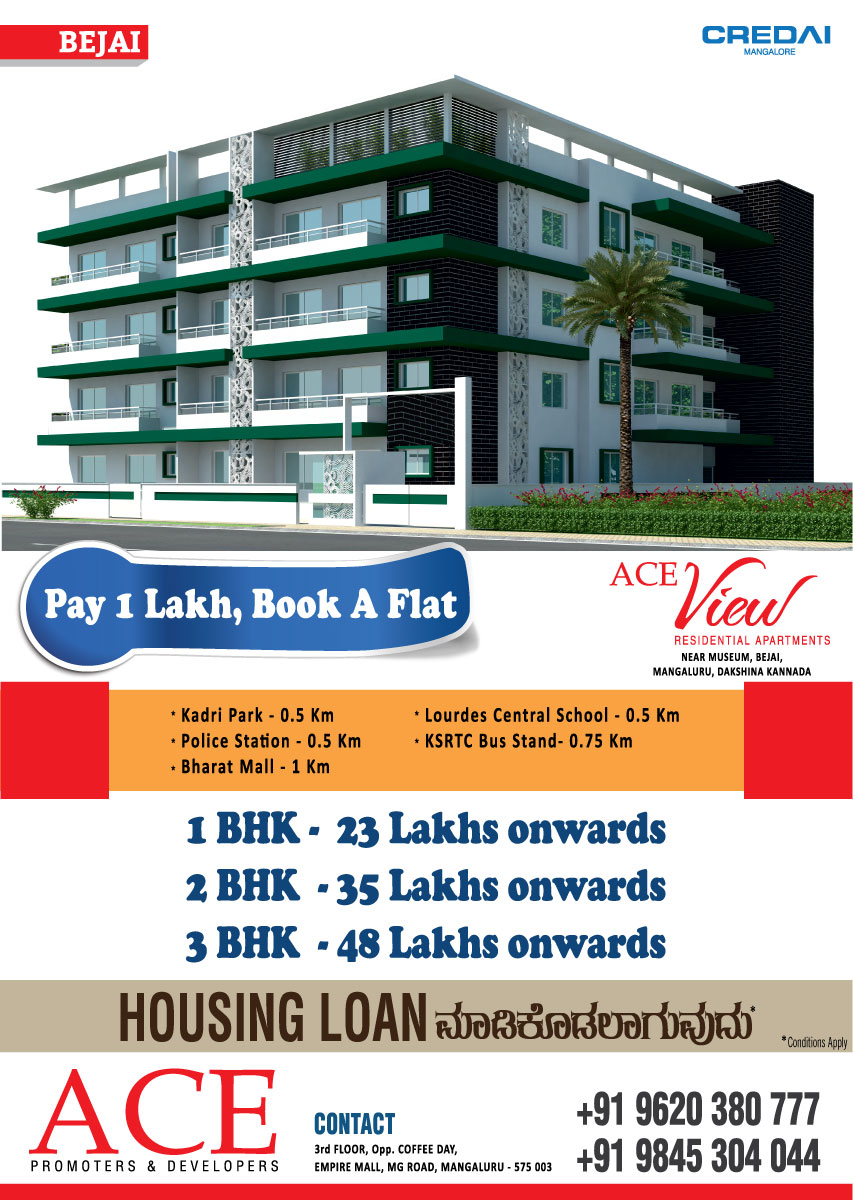 BEJAI
CREDAI
MANGALORE
Pay 1 Lakh, Book A Flat
ACE View
RESIDENTIAL APARTMENTS
NEAR MUSEUM, BEJAI,
MANGALURU, DAKSHINA KANNADA
* Kadri Park - 0.5 Km
* Police Station - 0.5 Km
* Bharat Mall - 1 Km
* Lourdes Central School - 0.5 Km
* KSRTC Bus Stand- 0.75 Km
1 BHK - 23 Lakhs onwards
2 BHK - 35 Lakhs onwards
3 BHK - 48 Lakhs onwards
HOUSING LOAN ಮಾಡಿಕೊಡಲಾಗುವುದು*
*Conditions Apply
ACE
PROMOTERS & DEVELOPERS
CONTACT
3rd FLOOR, Opp. COFFEE DAY,
EMPIRE MALL, MG ROAD, MANGALURU - 575 003
+91 9620 380 777
+91 9845 304 044